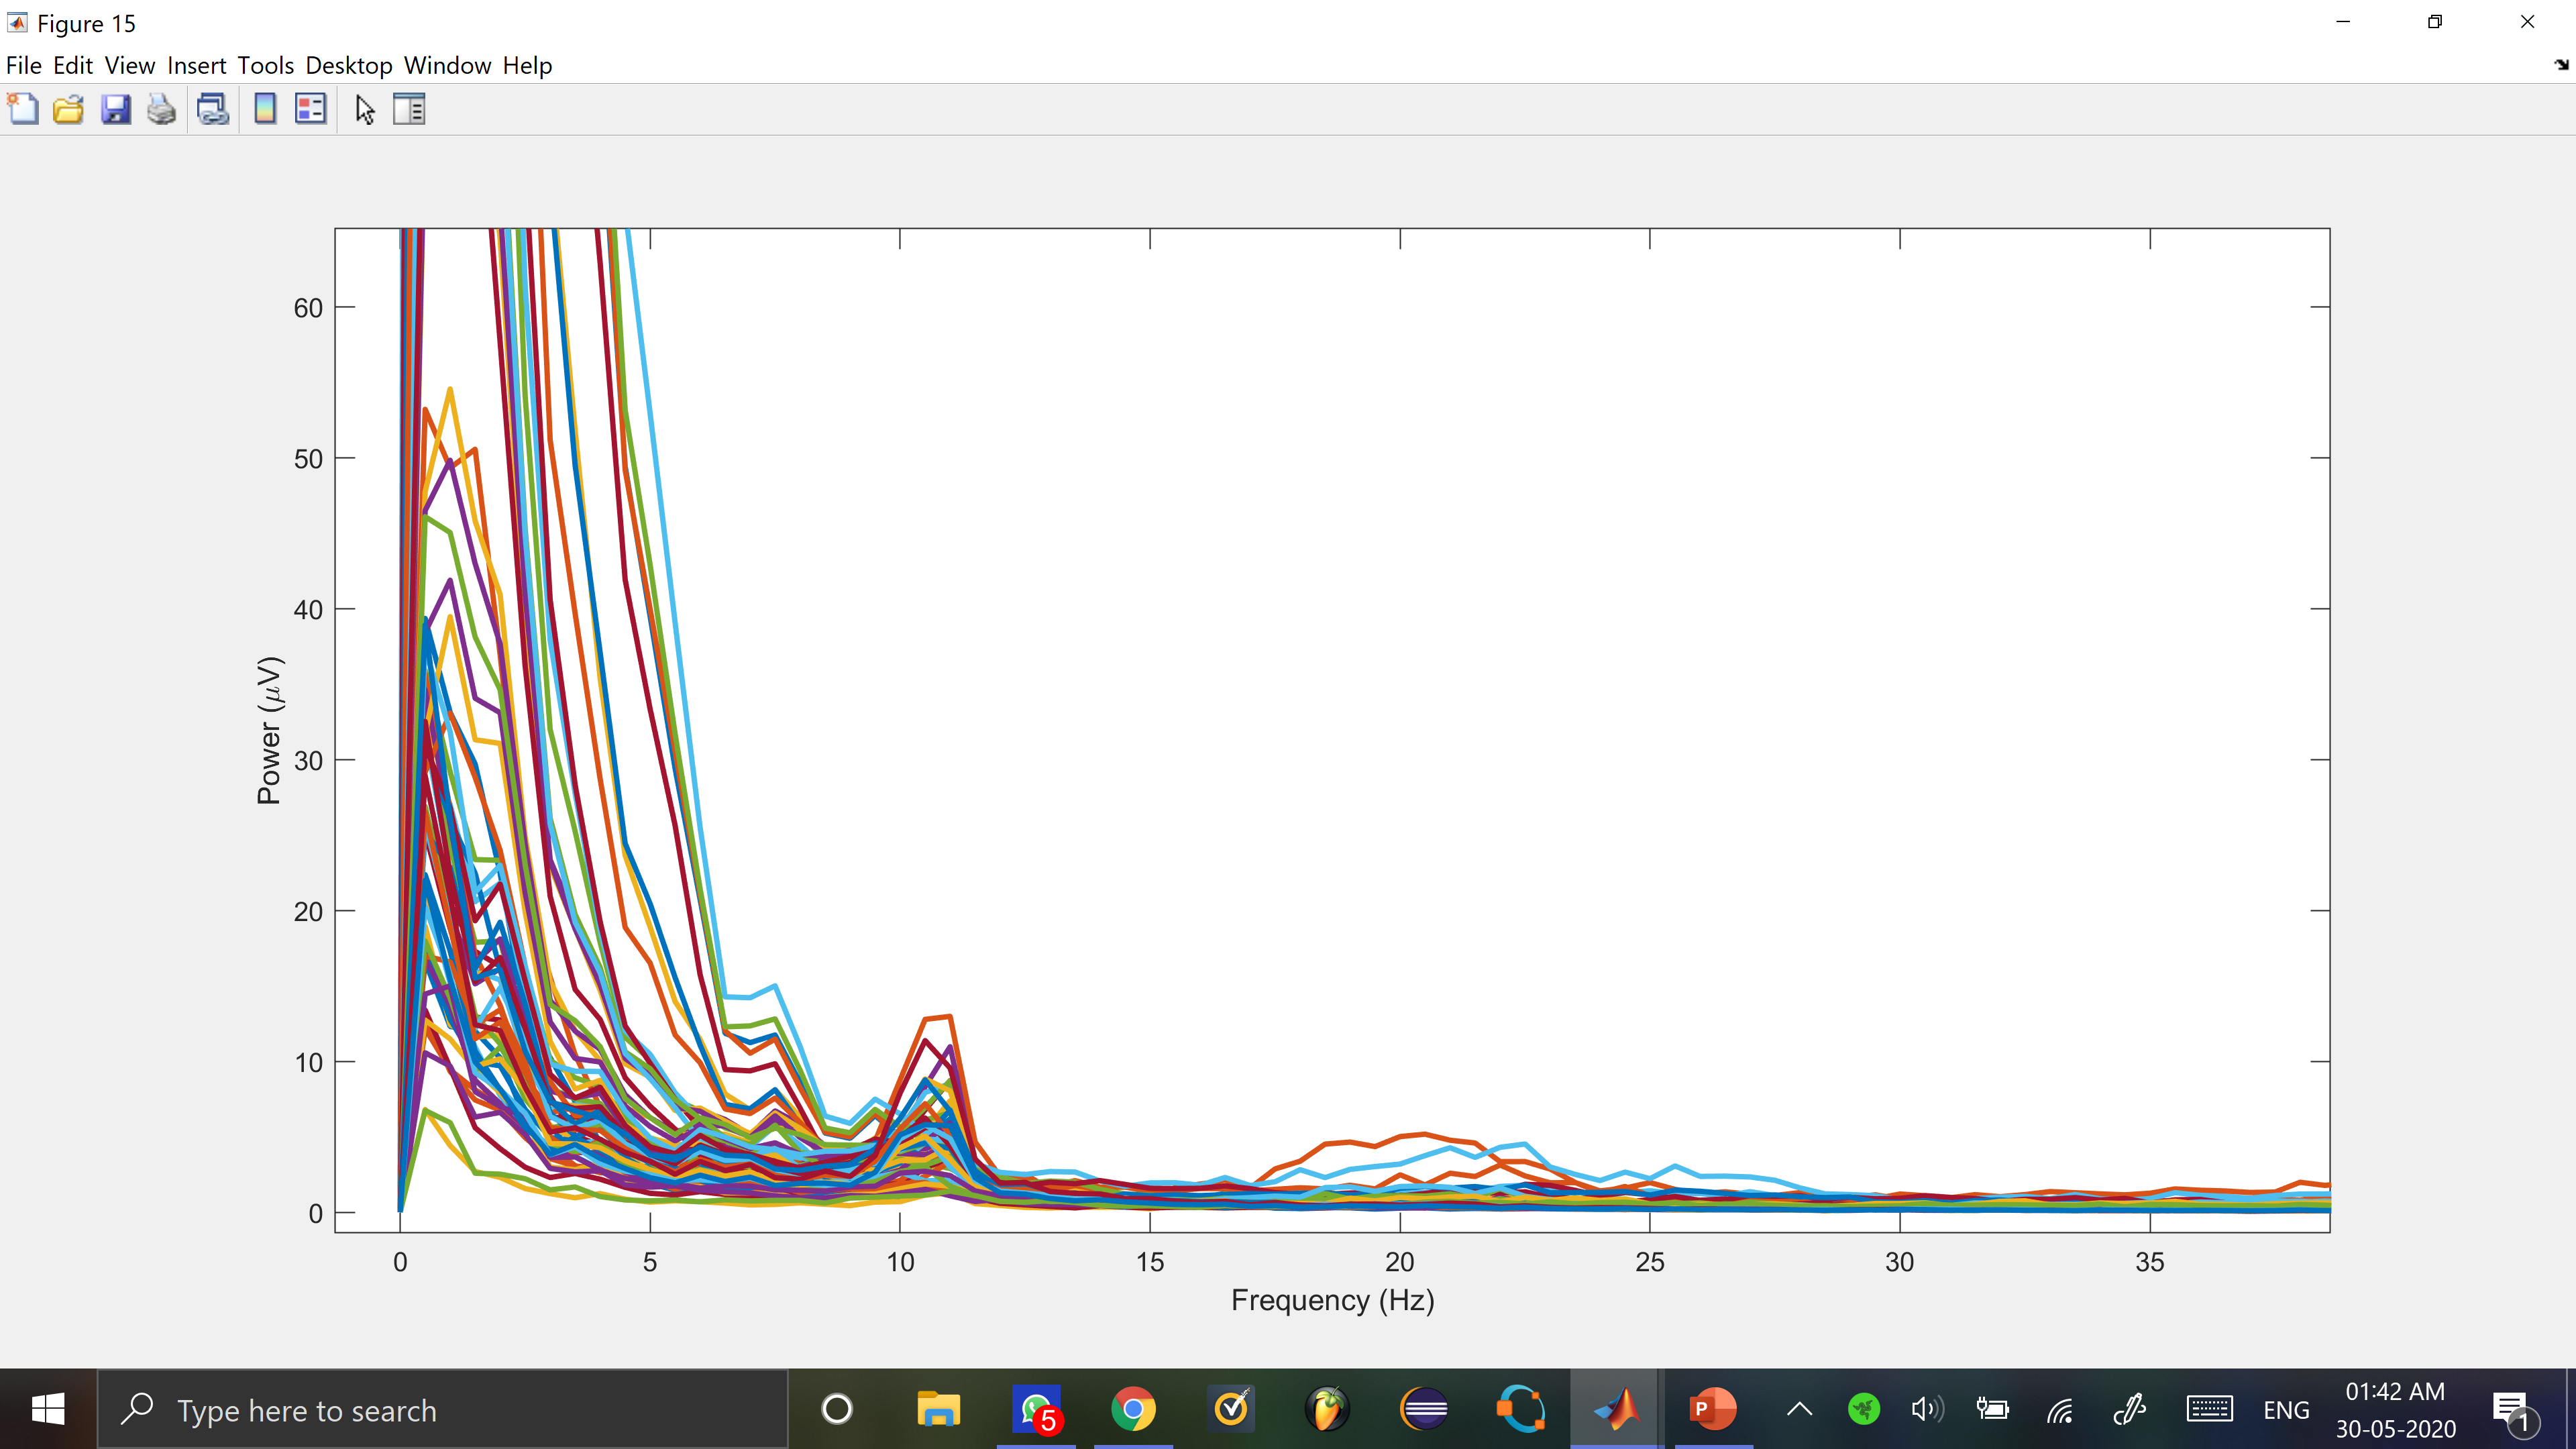 Figure 15
File Edit View Insert Tools Desktop Window Help
60
50
40
30
20
10
0
Power (μV)
0 5 10 15 20 25 30 35
Frequency (Hz)
Type here to search
5
P
ENG
01:42 AM
30-05-2020
1